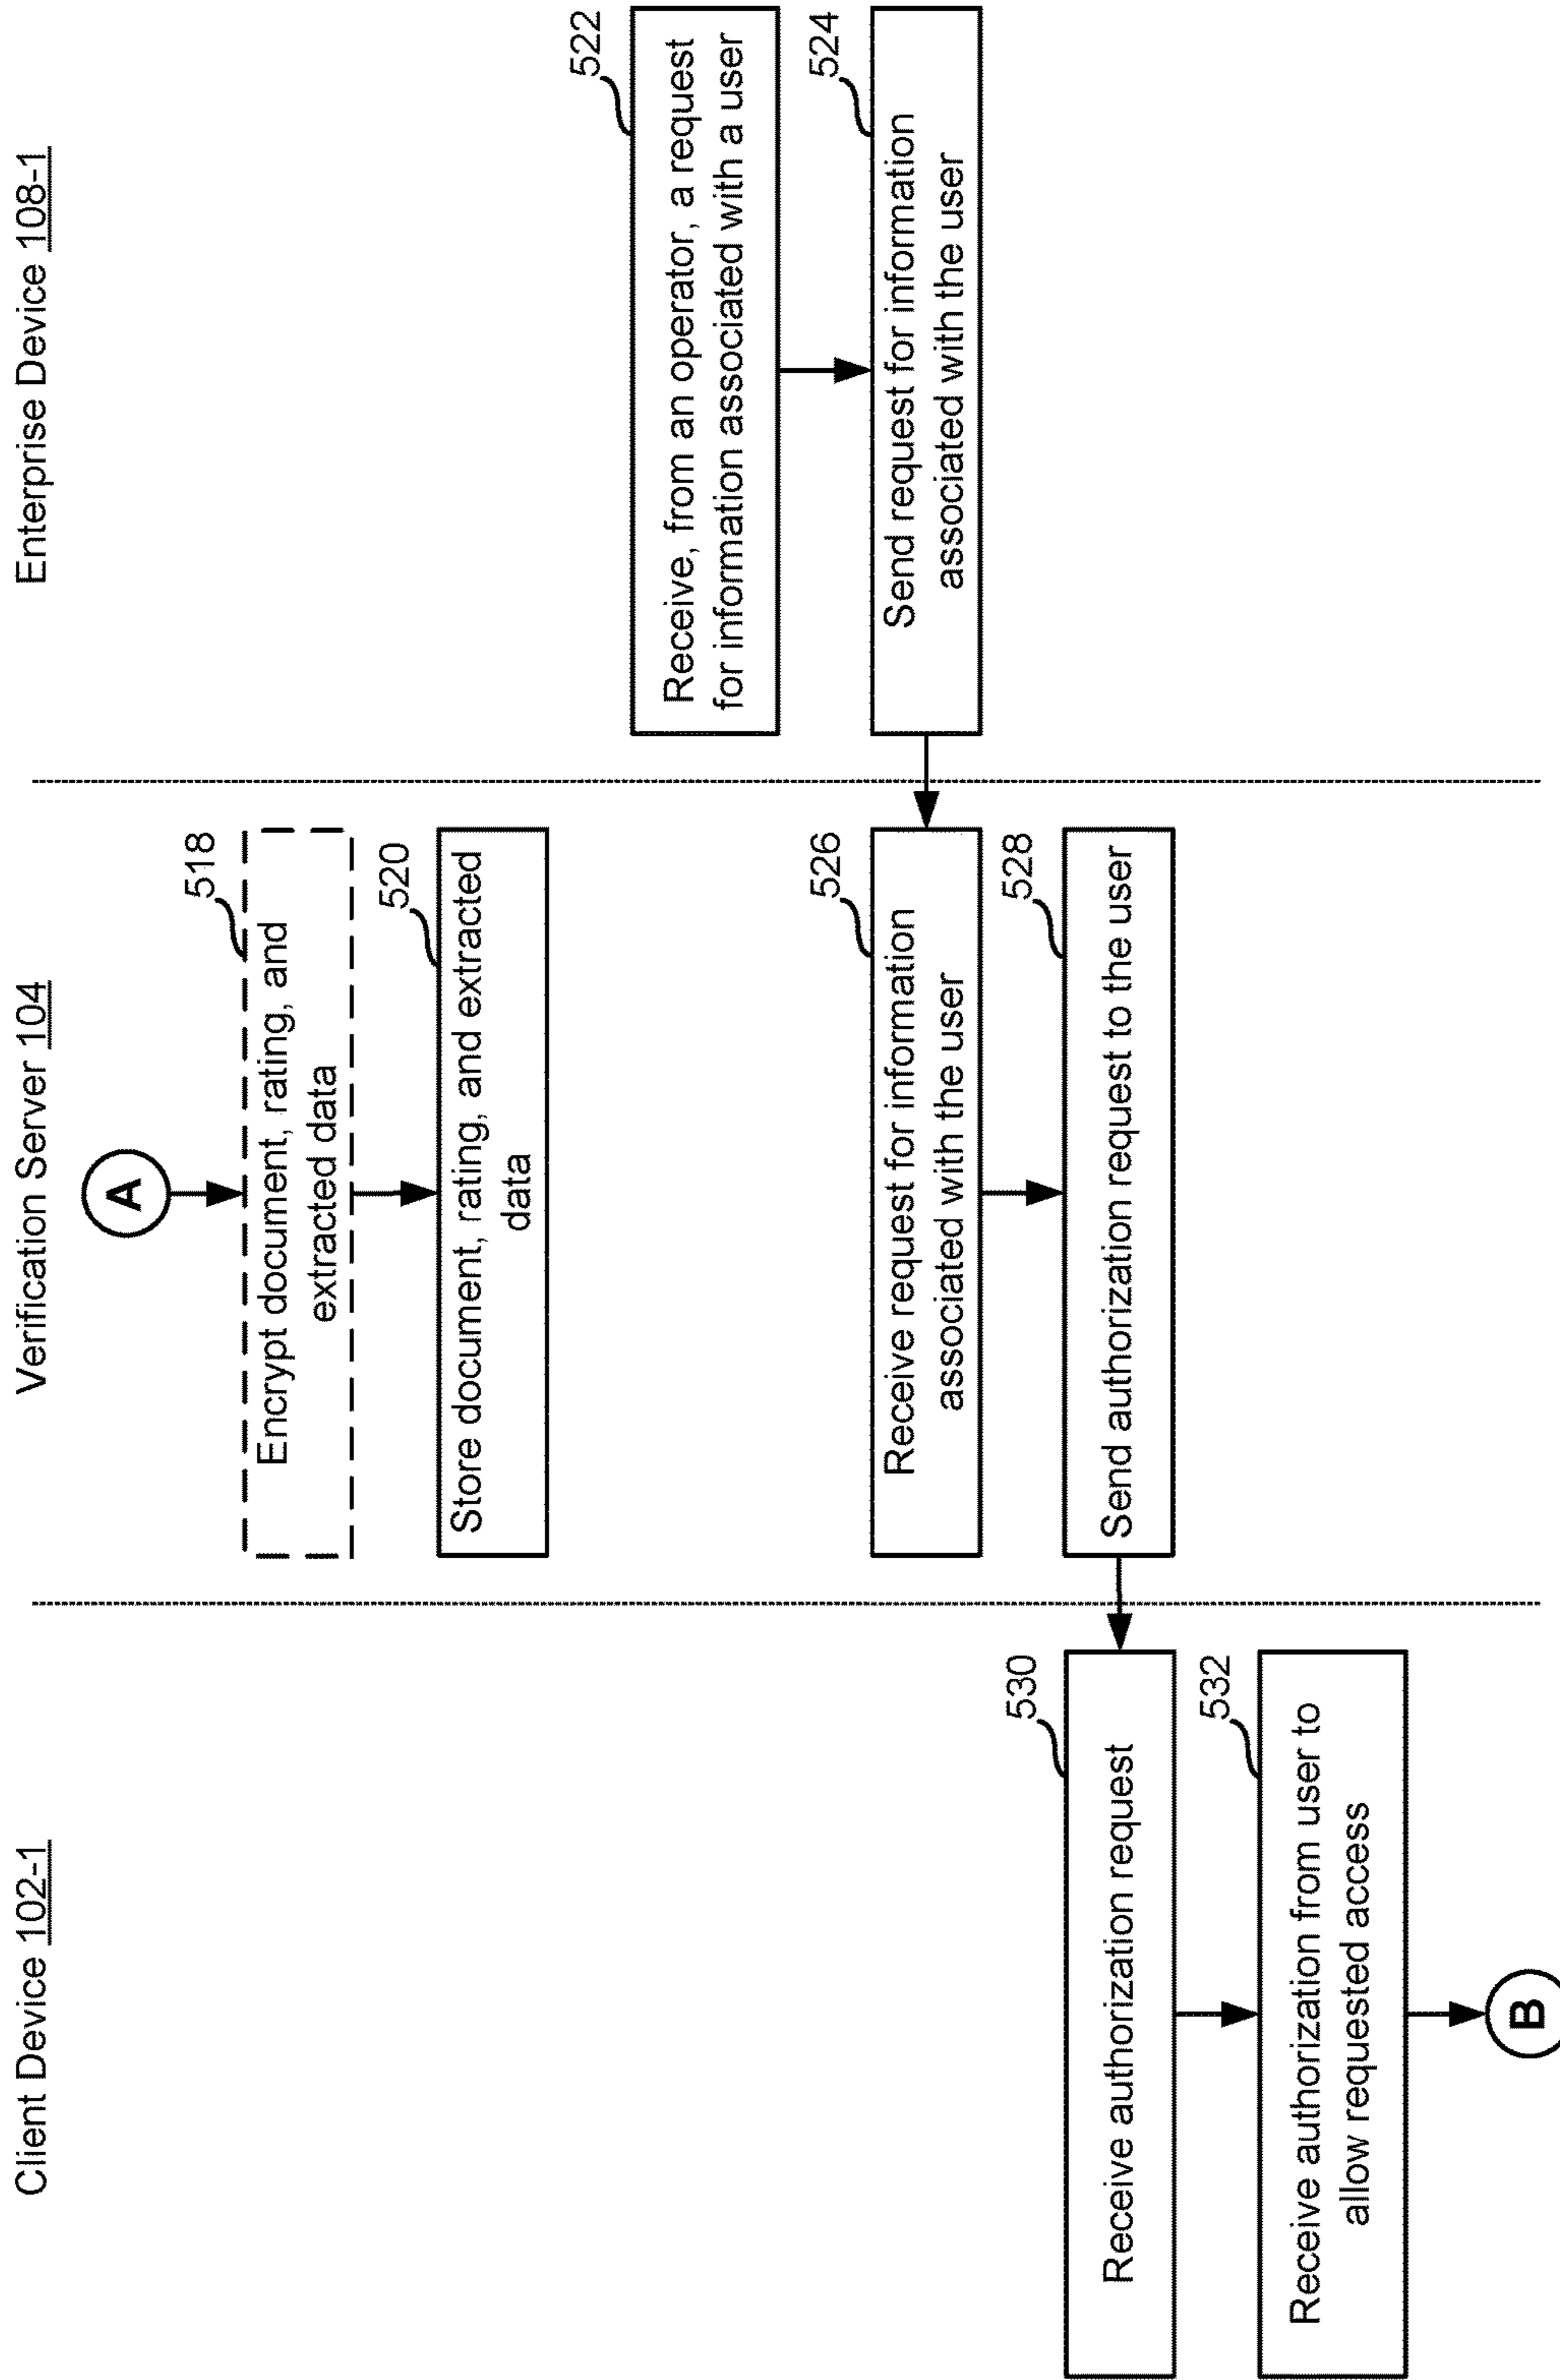 Client Device 102-1
Verification Server 104
Enterprise Device 108-1
A
518
Encrypt document, rating, and
extracted data
520
Store document, rating, and extracted
data
522
Receive, from an operator, a request
for information associated with a user
524
Send request for information
associated with the user
526
Receive request for information
associated with the user
528
Send authorization request to the user
530
Receive authorization request
532
Receive authorization from user to
allow requested access
B